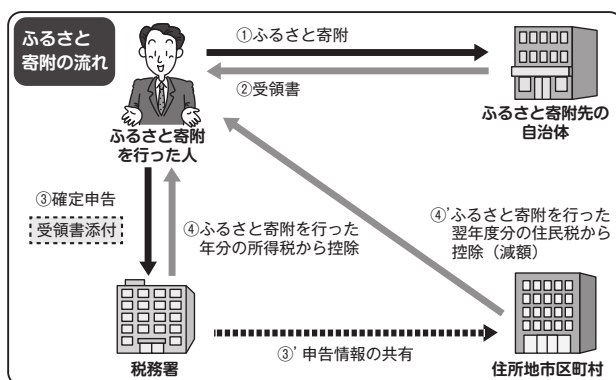 ふるさと
寄附の流れ
①ふるさと寄附
②受領書
ふるさと寄附を行った人
ふるさと寄附先の
自治体
③確定申告
受領書添付
④ふるさと寄附を行った
年分の所得税から控除
④'ふるさと寄附を行った
翌年度分の住民税から
控除（減額）
税務署
③'申告情報の共有
住所地市区町村